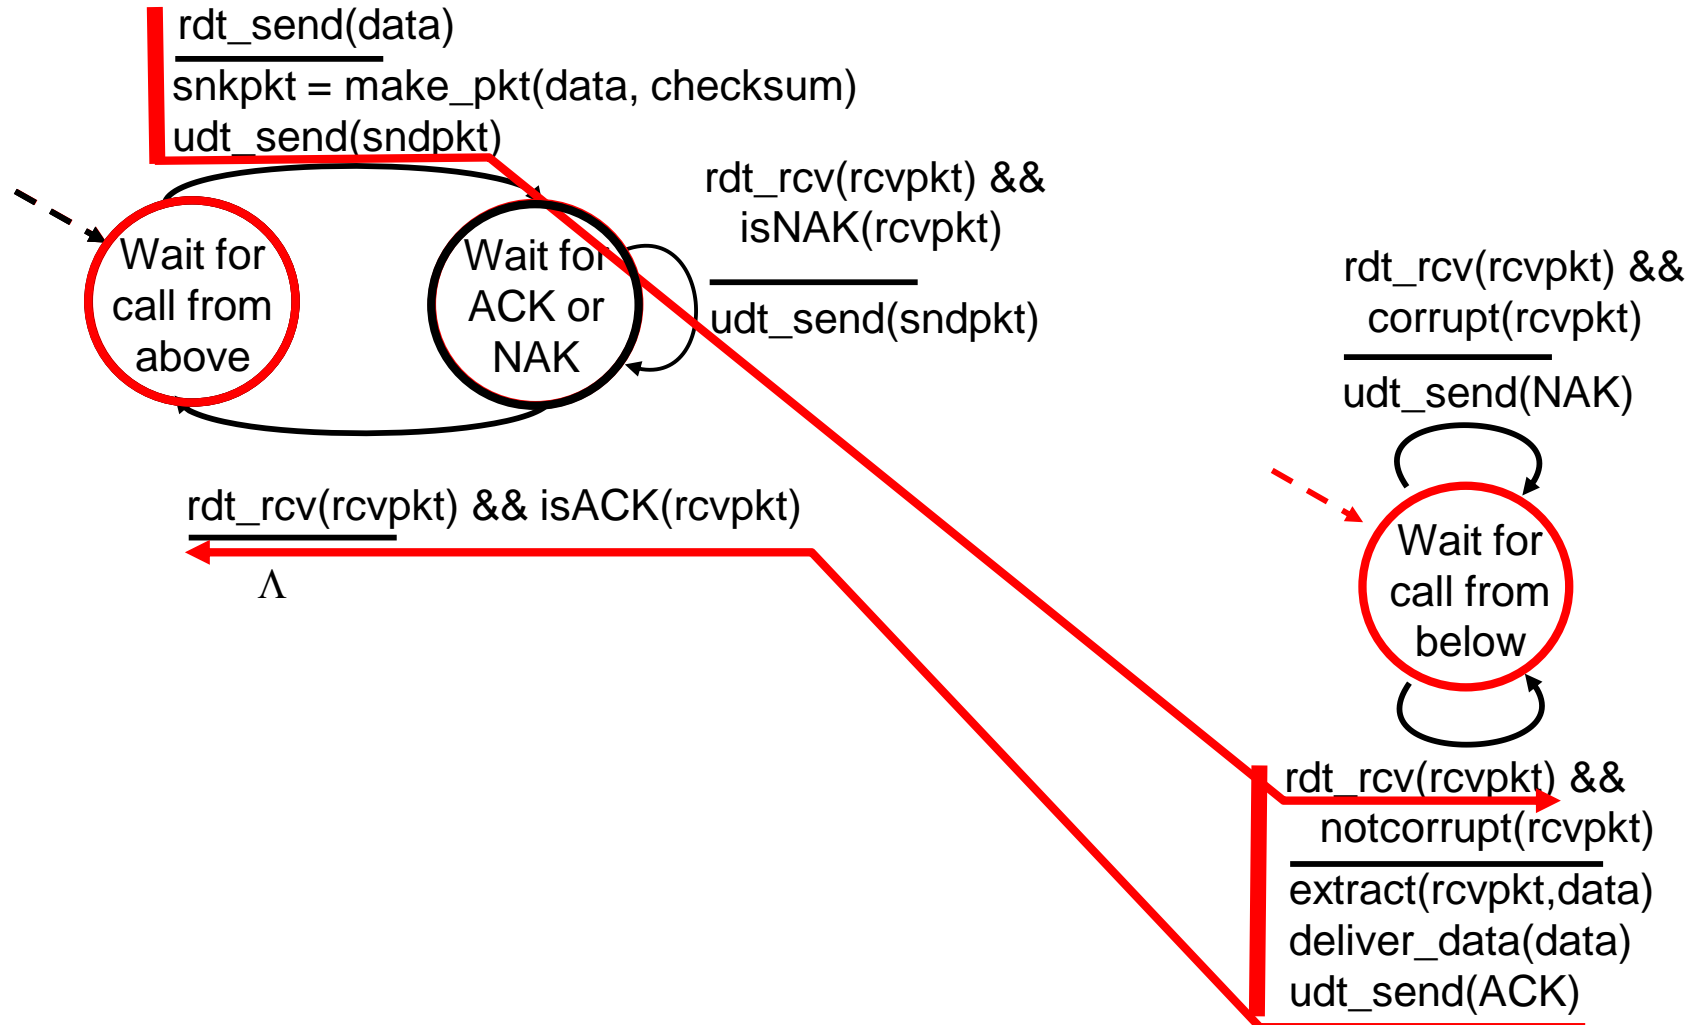 rdt_send(data)
snkpkt = make_pkt(data, checksum)
udt_send(sndpkt)
rdt_rcv(rcvpkt) &&
isNAK(rcvpkt)
udt_send(sndpkt)
Wait for
call from
above
Wait for
ACK or
NAK
rdt_rcv(rcvpkt) && isACK(rcvpkt)
Λ
rdt_rcv(rcvpkt) &&
corrupt(rcvpkt)
udt_send(NAK)
Wait for
call from
below
rdt_rcv(rcvpkt) &&
notcorrupt(rcvpkt)
extract(rcvpkt,data)
deliver_data(data)
udt_send(ACK)